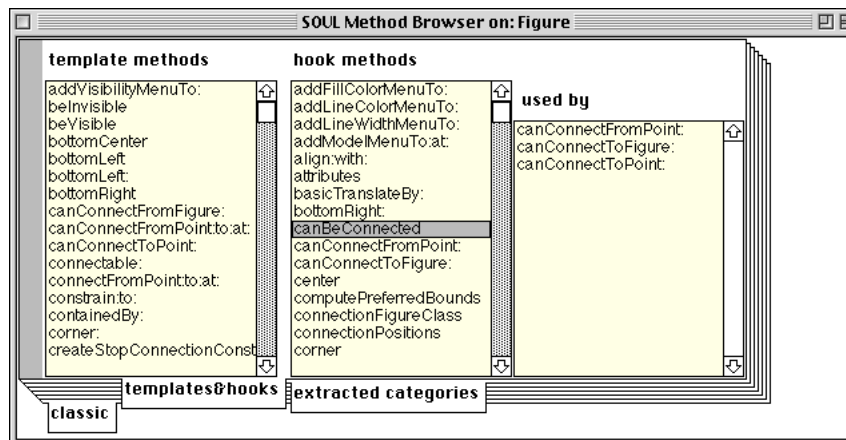 SOUL Method Browser on: Figure
template methods
addVisibilityMenuTo:
beInvisible
beVisible
bottomCenter
bottomLeft
bottomLeft:
bottomRight
canConnectFromFigure:
canConnectFromPoint:to:at:
canConnectToPoint:
connectable:
connectFromPoint:to:at:
constrain:to:
containedBy:
corner:
createStopConnectionConst
hook methods
addFillColorMenuTo:
addLineColorMenuTo:
addLineWidthMenuTo:
addModelMenuTo:at:
align:with:
attributes
basicTranslateBy:
bottomRight:
canBeConnected
canConnectFromPoint:
canConnectToFigure:
center
computePreferredBounds
connectionFigureClass
connectionPositions
corner
used by
canConnectFromPoint:
canConnectToFigure:
canConnectToPoint:
templates&hooks
extracted categories
classic